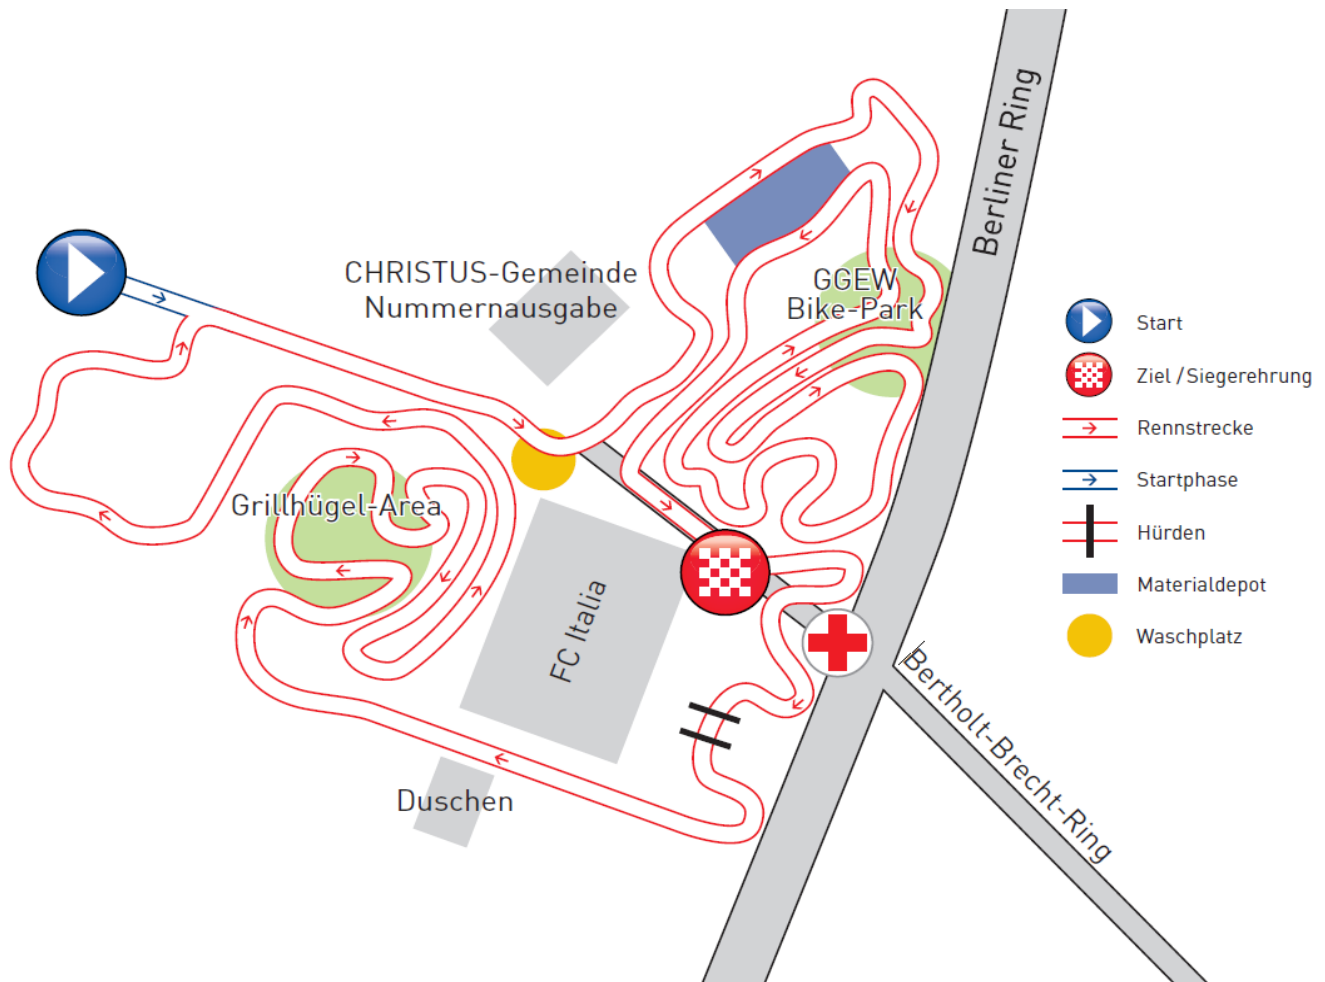 Berliner Ring
CHRISTUS-Gemeinde
Nummernausgabe
GGEW
Bike-Park
Grillhügel-Area
FC Italia
Duschen
Bertholt-Brecht-Ring
Start
Ziel /Siegerehrung
Rennstrecke
Startphase
Hürden
Materialdepot
Waschplatz